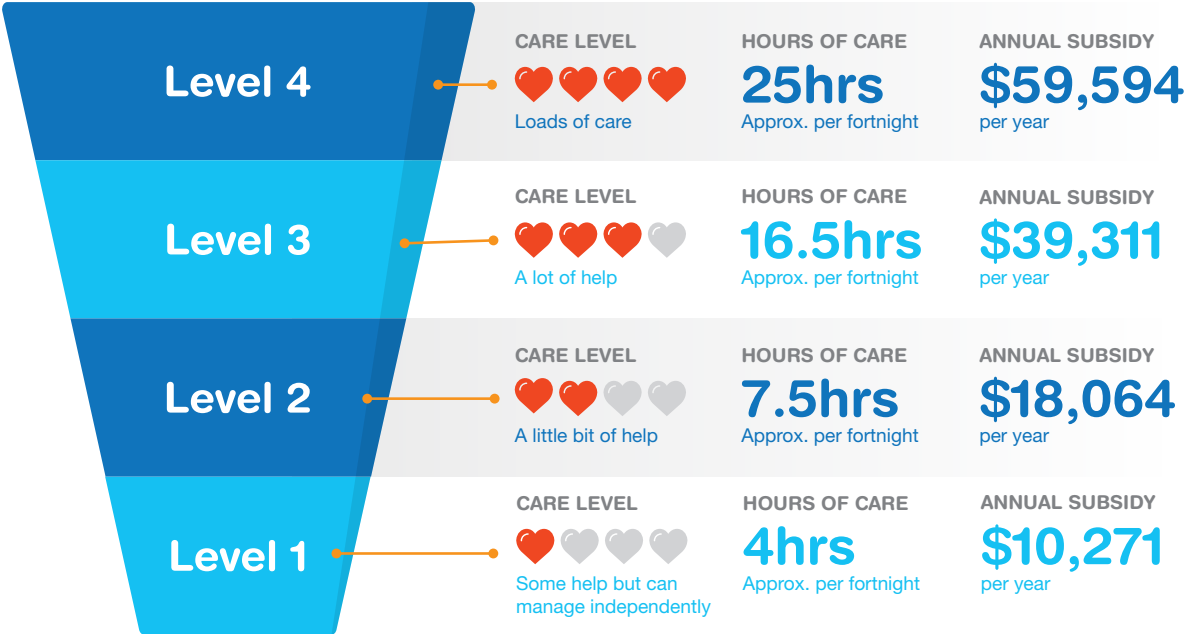 Level 4
CARE LEVEL
Loads of care
HOURS OF CARE
25hrs
Approx. per fortnight
ANNUAL SUBSIDY
$59,594
per year
Level 3
CARE LEVEL
A lot of help
HOURS OF CARE
16.5hrs
Approx. per fortnight
ANNUAL SUBSIDY
$39,311
per year
Level 2
CARE LEVEL
A little bit of help
HOURS OF CARE
7.5hrs
Approx. per fortnight
ANNUAL SUBSIDY
$18,064
per year
Level 1
CARE LEVEL
Some help but can
manage independently
HOURS OF CARE
4hrs
Approx. per fortnight
ANNUAL SUBSIDY
$10,271
per year